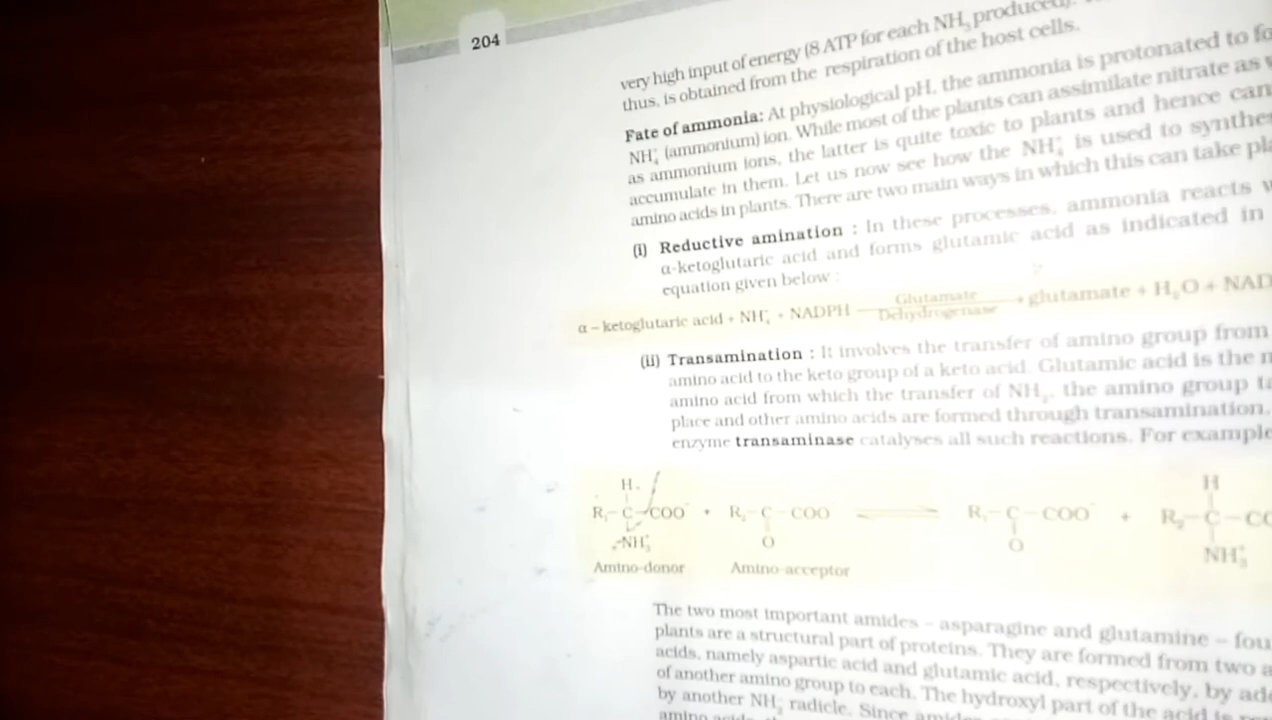 204
very high input of energy (8 ATP for each NH₃ produced).
thus, is obtained from the respiration of the host cells.
Fate of ammonia: At physiological pH, the ammonia is protonated to
NH₄⁺ (ammonium) ion. While most of the plants can assimilate nitrate as
as ammonium ions, the latter is quite toxic to plants and hence
accumulate in them. Let us now see how the NH₄⁺ is used to
amino acids in plants. There are two main ways in which this can take
(i) Reductive amination : In these processes, ammonia reacts
α-ketoglutaric acid and forms glutamic acid as indicated in
equation given below :
α – ketoglutaric acid + NH₄⁺ + NADPH Glutamate Dehydrogenase → glutamate + H₂O + NAD
(ii) Transamination : It involves the transfer of amino group from
amino acid to the keto group of a keto acid. Glutamic acid is the
amino acid from which the transfer of NH₂, the amino group
place and other amino acids are formed through transamination.
enzyme transaminase catalyses all such reactions. For example
H H
R₁–C–COO⁻ + R₂–C–COO⁻ ⇌ R₁–C–COO⁻ + R₂–C–CO
NH₃⁺ O O NH₃⁺
Amino-donor Amino-acceptor
The two most important amides – asparagine and glutamine –
plants are a structural part of proteins. They are formed from two
acids, namely aspartic acid and glutamic acid, respectively, by
of another amino group to each. The hydroxyl part of the acid is
by another NH₂⁻ radicle. Since
amino